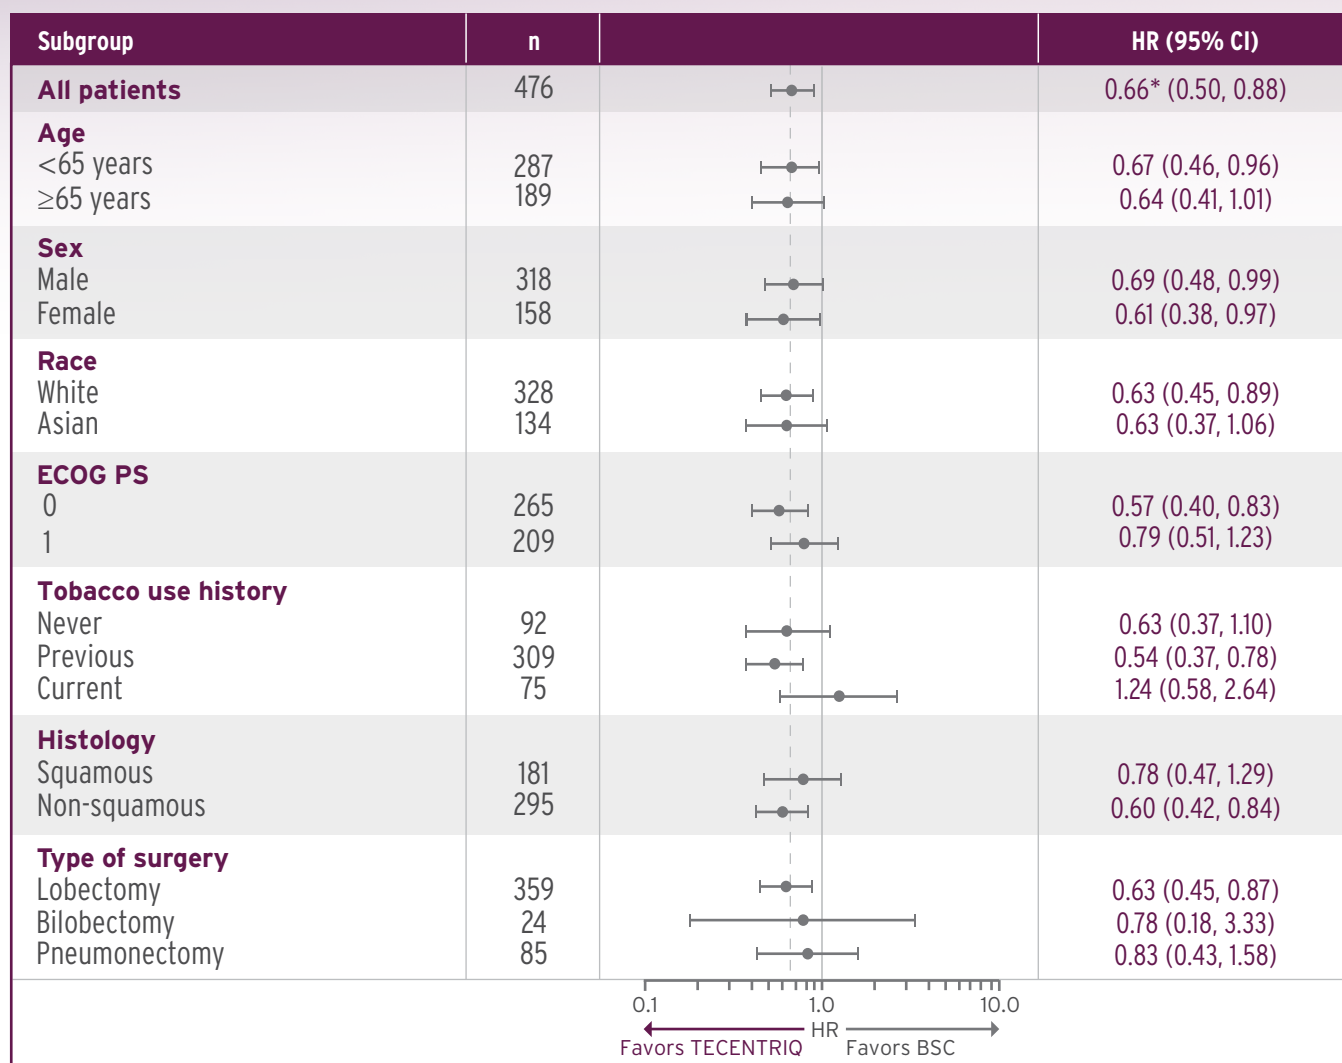 Subgroup n HR (95% CI)
All patients 476 0.66* (0.50, 0.88)
Age
<65 years 287 0.67 (0.46, 0.96)
≥65 years 189 0.64 (0.41, 1.01)
Sex
Male 318 0.69 (0.48, 0.99)
Female 158 0.61 (0.38, 0.97)
Race
White 328 0.63 (0.45, 0.89)
Asian 134 0.63 (0.37, 1.06)
ECOG PS
0 265 0.57 (0.40, 0.83)
1 209 0.79 (0.51, 1.23)
Tobacco use history
Never 92 0.63 (0.37, 1.10)
Previous 309 0.54 (0.37, 0.78)
Current 75 1.24 (0.58, 2.64)
Histology
Squamous 181 0.78 (0.47, 1.29)
Non-squamous 295 0.60 (0.42, 0.84)
Type of surgery
Lobectomy 359 0.63 (0.45, 0.87)
Bilobectomy 24 0.78 (0.18, 3.33)
Pneumonectomy 85 0.83 (0.43, 1.58)
0.1 1.0 10.0
HR
Favors TECENTRIQ Favors BSC